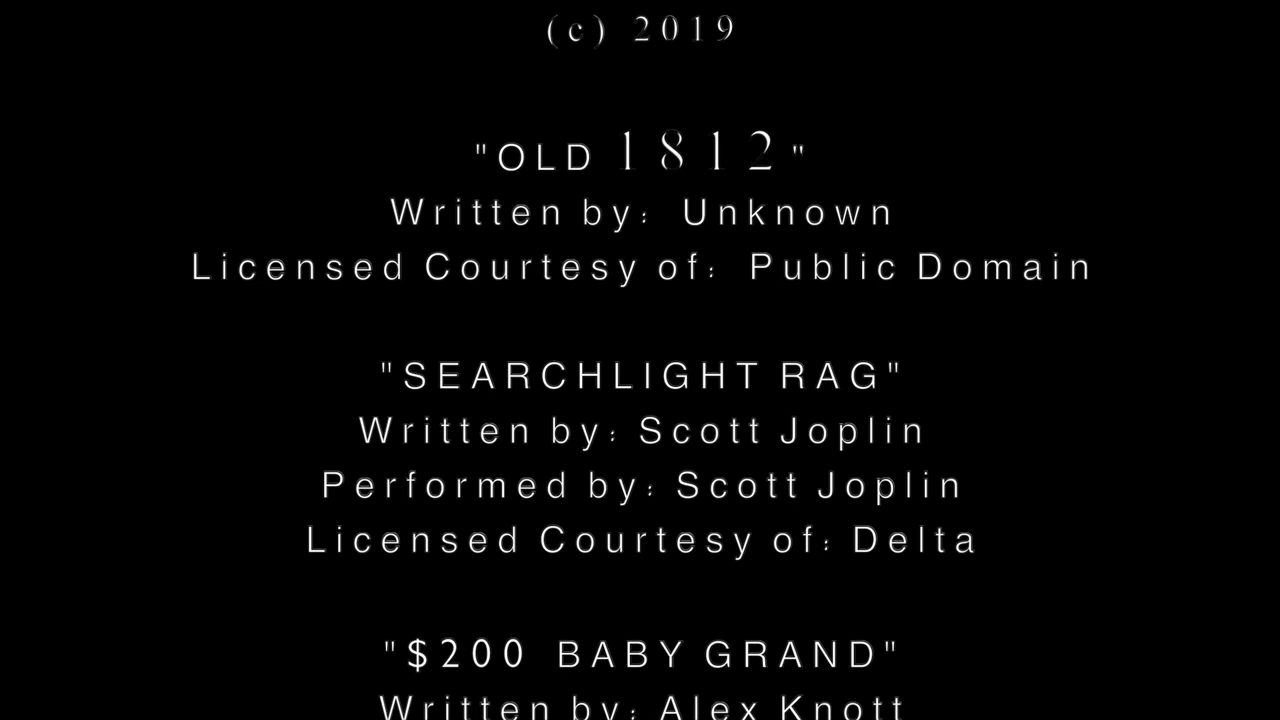 (c) 2019
"OLD 1812"
Written by: Unknown
Licensed Courtesy of: Public Domain
"SEARCHLIGHT RAG"
Written by: Scott Joplin
Performed by: Scott Joplin
Licensed Courtesy of: Delta
"$200 BABY GRAND"
Written by: Alex Knott